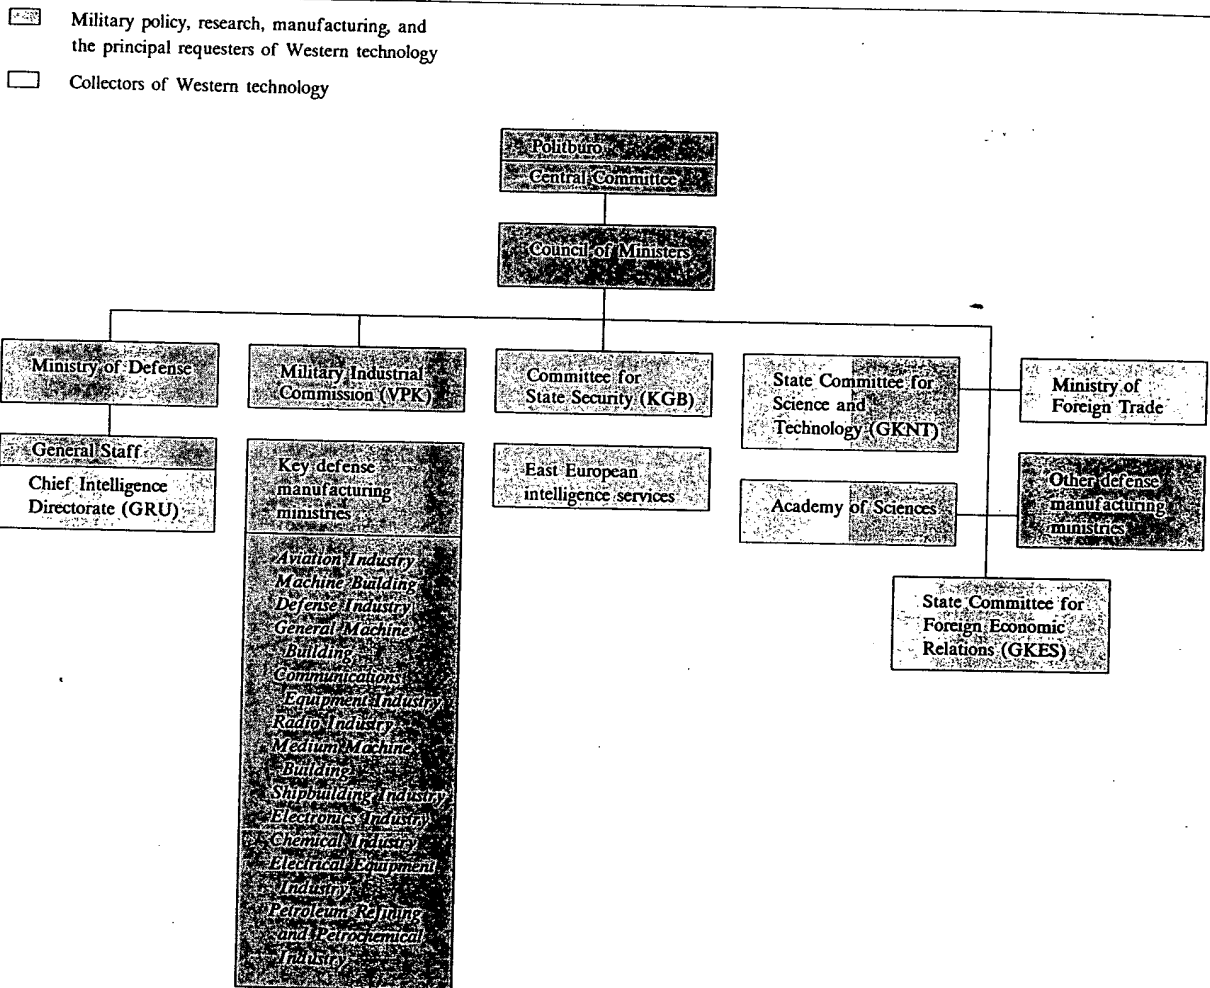 Military policy, research, manufacturing, and
the principal requesters of Western technology
Collectors of Western technology
Politburo
Central Committee
Council of Ministers
Ministry of Defense
General Staff
Chief Intelligence
Directorate (GRU)
Military Industrial
Commission (VPK)
Key defense
manufacturing
ministries
Aviation Industry
Machine Building
Defense Industry
General Machine
Building
Communications
Equipment Industry
Radio Industry
Medium Machine
Building
Shipbuilding Industry
Electronics Industry
Chemical Industry
Electrical Equipment
Industry
Petroleum Refining
and Petrochemical
Industry
Committee for
State Security (KGB)
East European
intelligence services
State Committee for
Science and
Technology (GKNT)
Academy of Sciences
Ministry of
Foreign Trade
Other defense
manufacturing
ministries
State Committee for
Foreign Economic
Relations (GKES)